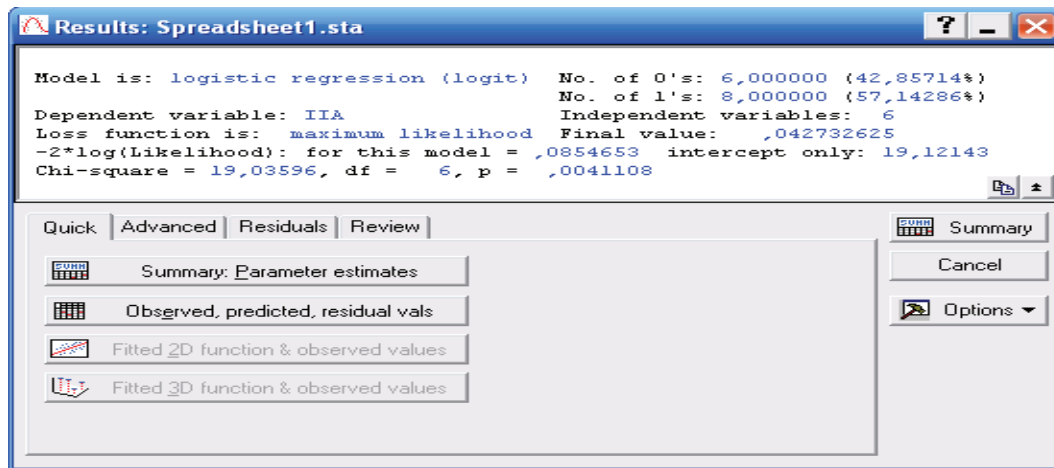 Results: Spreadsheet1.sta
Model is: logistic regression (logit) No. of 0's: 6,000000 (42,85714%)
No. of 1's: 8,000000 (57,14286%)
Dependent variable: IIA Independent variables: 6
Loss function is: maximum likelihood Final value: ,042732625
-2*log(Likelihood): for this model = ,0854653 intercept only: 19,12143
Chi-square = 19,03596, df = 6, p = ,0041108
Quick Advanced Residuals Review
Summary: Parameter estimates
Observed, predicted, residual vals
Fitted 2D function & observed values
Fitted 3D function & observed values
Summary
Cancel
Options